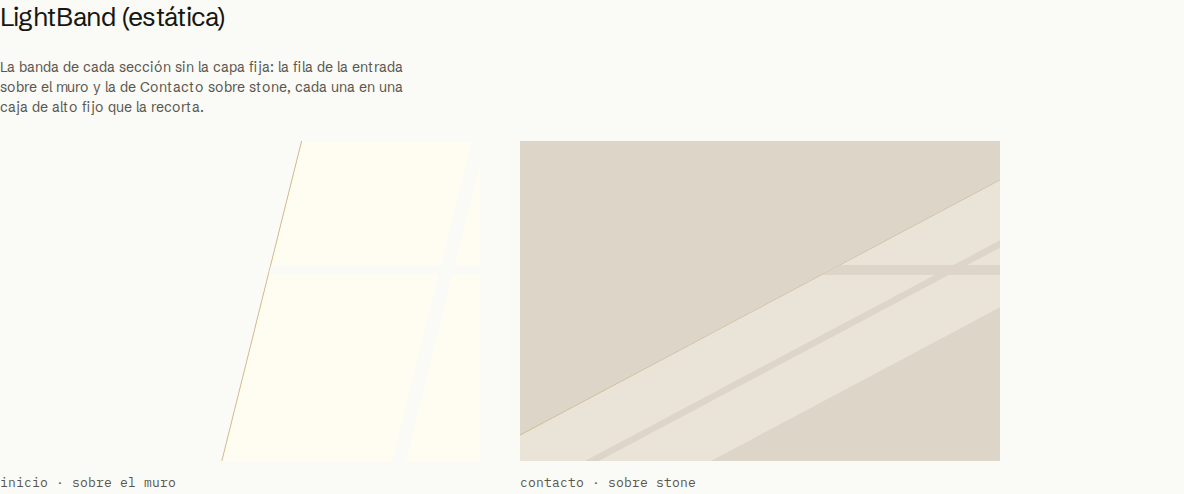 LightBand (estática)
La banda de cada sección sin la capa fija: la fila de la entrada
sobre el muro y la de Contacto sobre stone, cada una en una
caja de alto fijo que la recorta.
inicio · sobre el muro
contacto · sobre stone